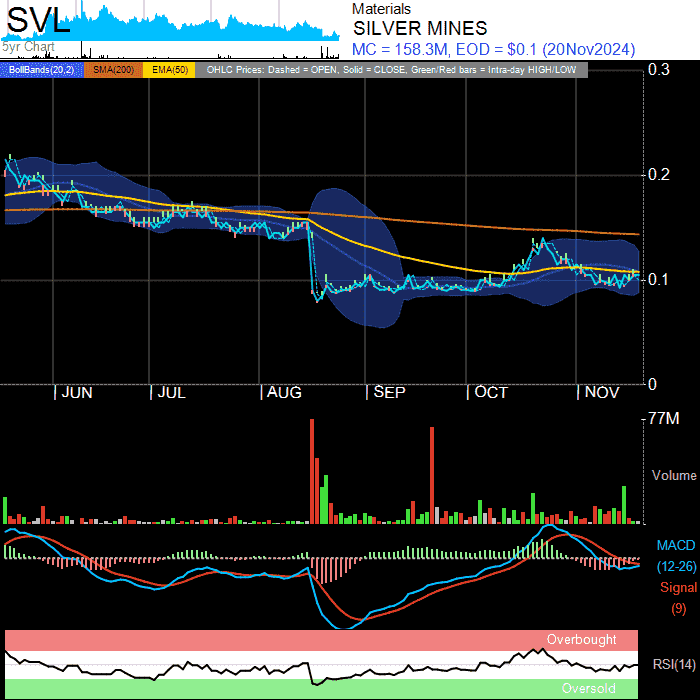 SVL
5yr Chart
Materials
SILVER MINES
MC = 158.3M, EOD = $0.1 (20Nov2024)
BollBands(20,2) SMA(200) EMA(50) OHLC Prices: Dashed = OPEN, Solid = CLOSE, Green/Red bars = Intra-day HIGH/LOW
0.3
0.2
0.1
0
JUN JUL AUG SEP OCT NOV
77M
Volume
MACD
(12-26)
Signal
(9)
Overbought
RSI(14)
Oversold